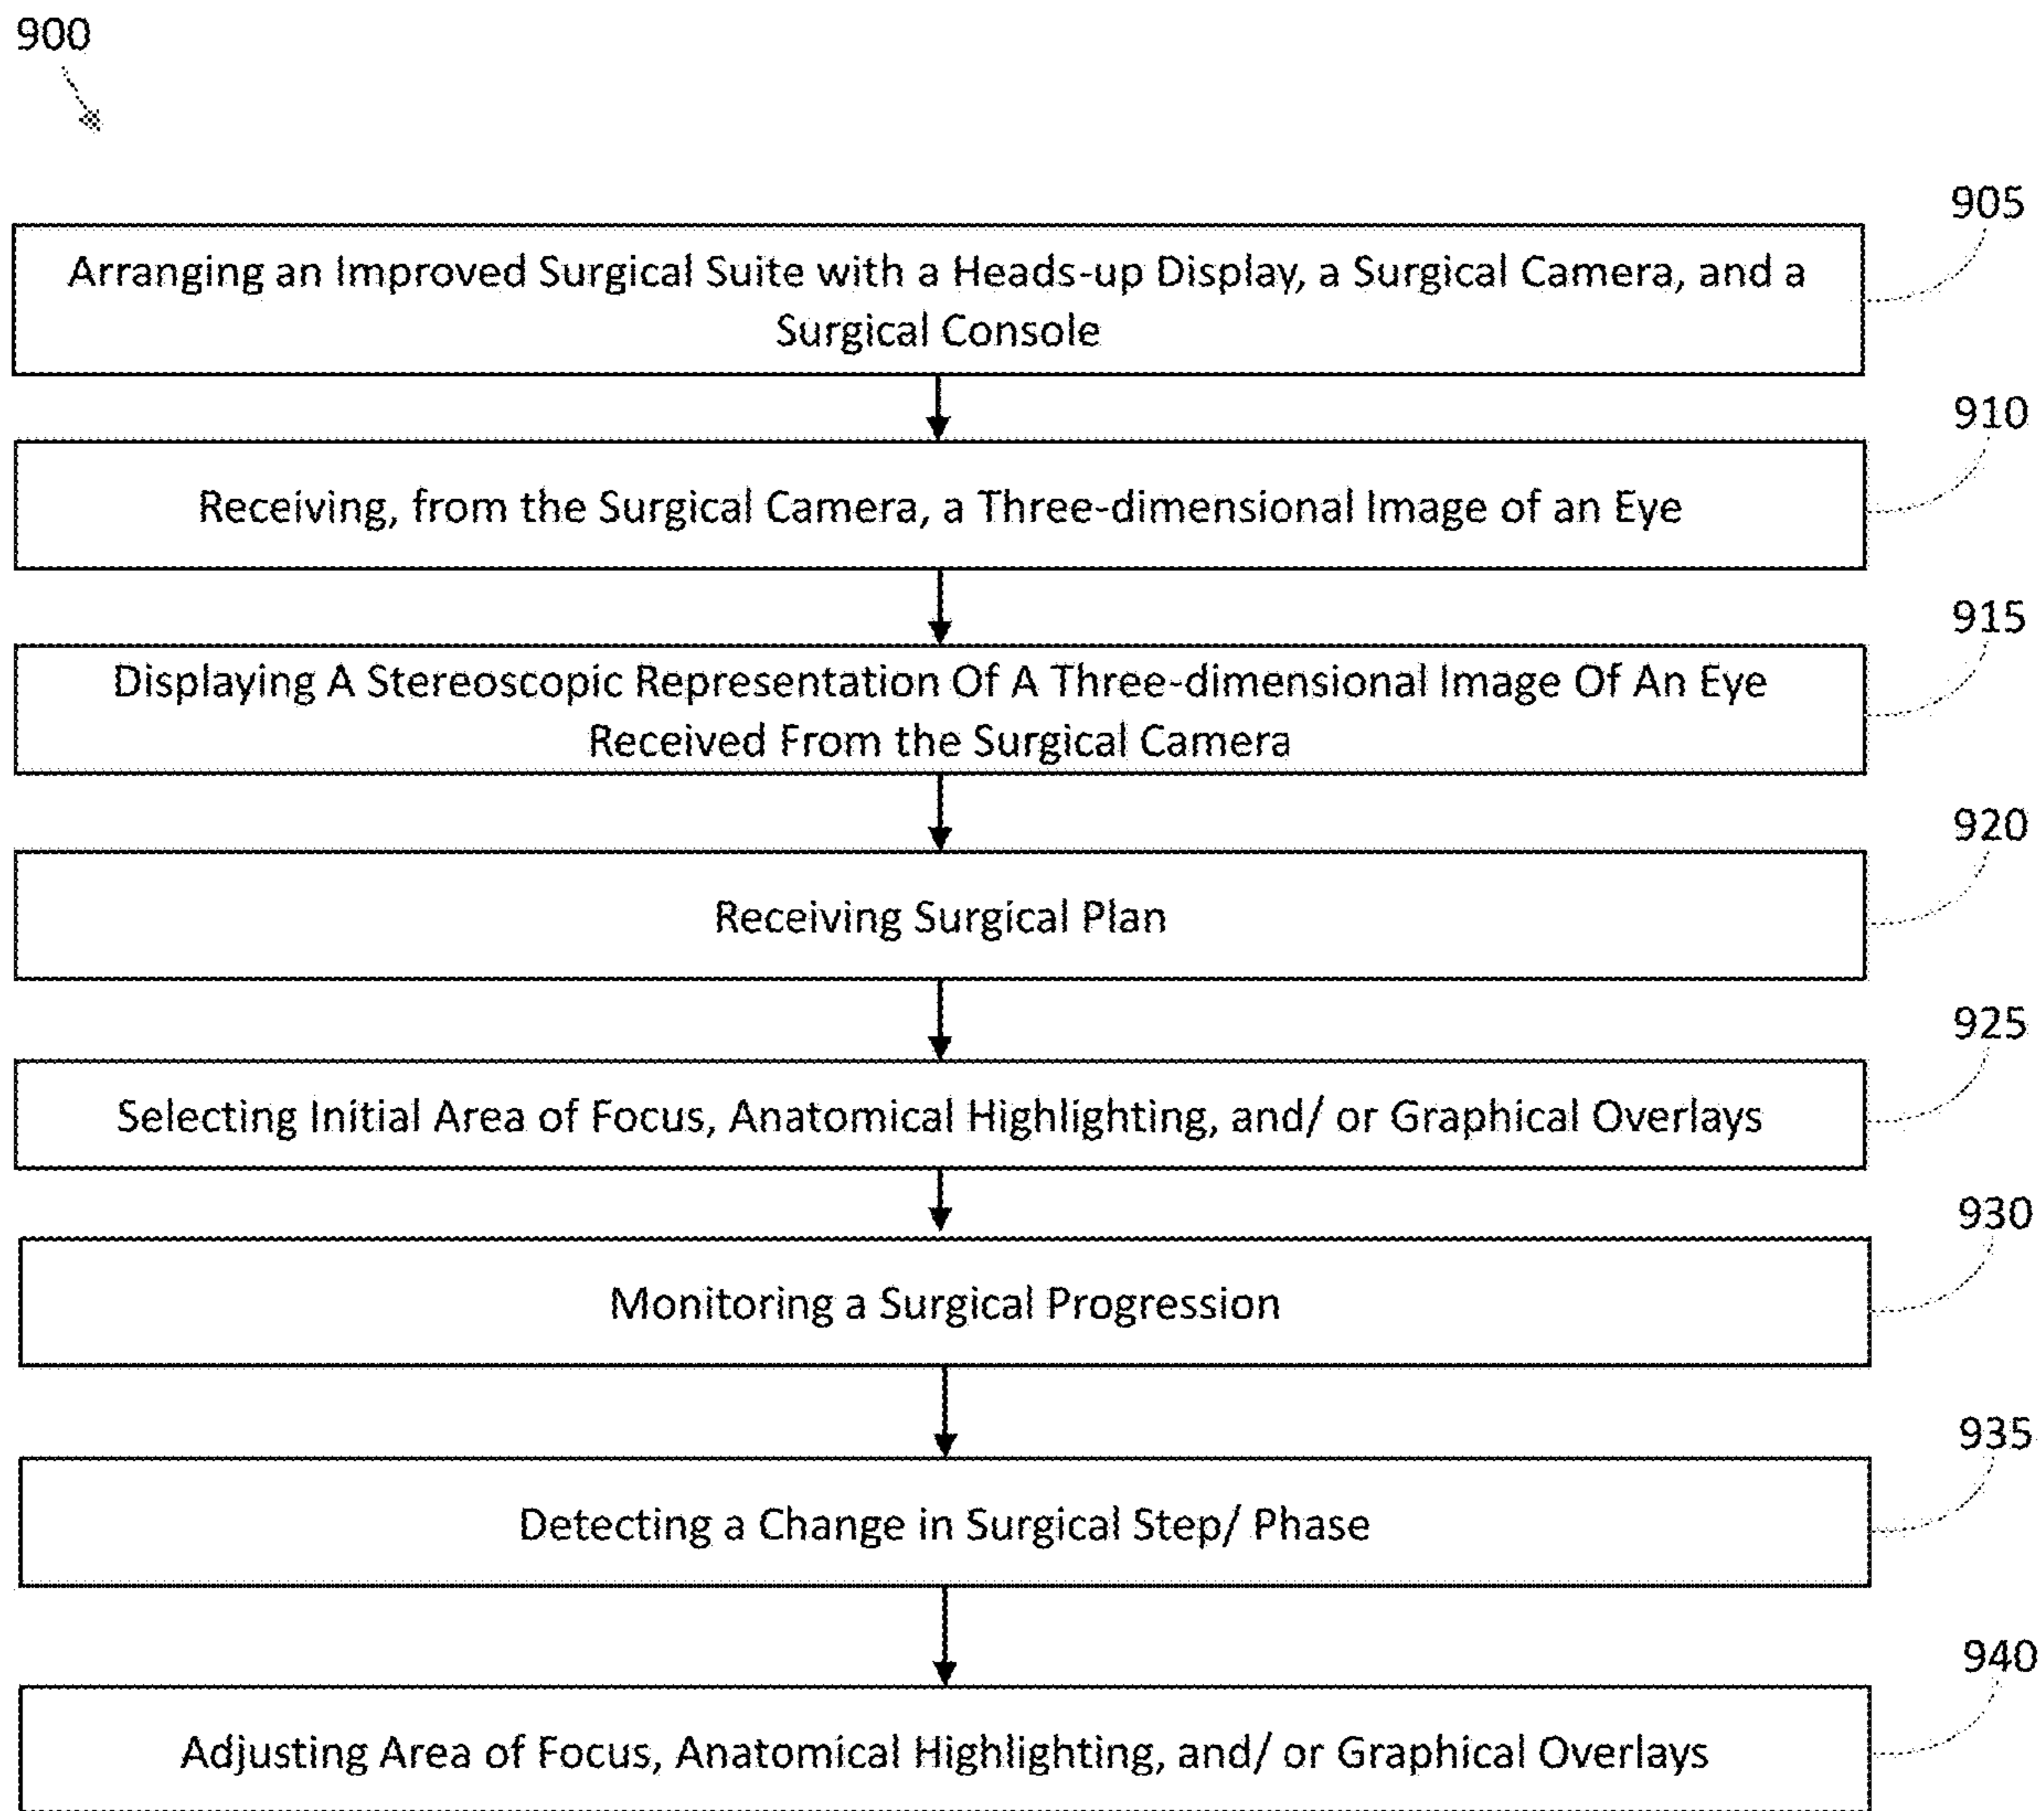 900
905
Arranging an Improved Surgical Suite with a Heads-up Display, a Surgical Camera, and a
Surgical Console
910
Receiving, from the Surgical Camera, a Three-dimensional Image of an Eye
915
Displaying A Stereoscopic Representation Of A Three-dimensional Image Of An Eye
Received From the Surgical Camera
920
Receiving Surgical Plan
925
Selecting Initial Area of Focus, Anatomical Highlighting, and/ or Graphical Overlays
930
Monitoring a Surgical Progression
935
Detecting a Change in Surgical Step/ Phase
940
Adjusting Area of Focus, Anatomical Highlighting, and/ or Graphical Overlays